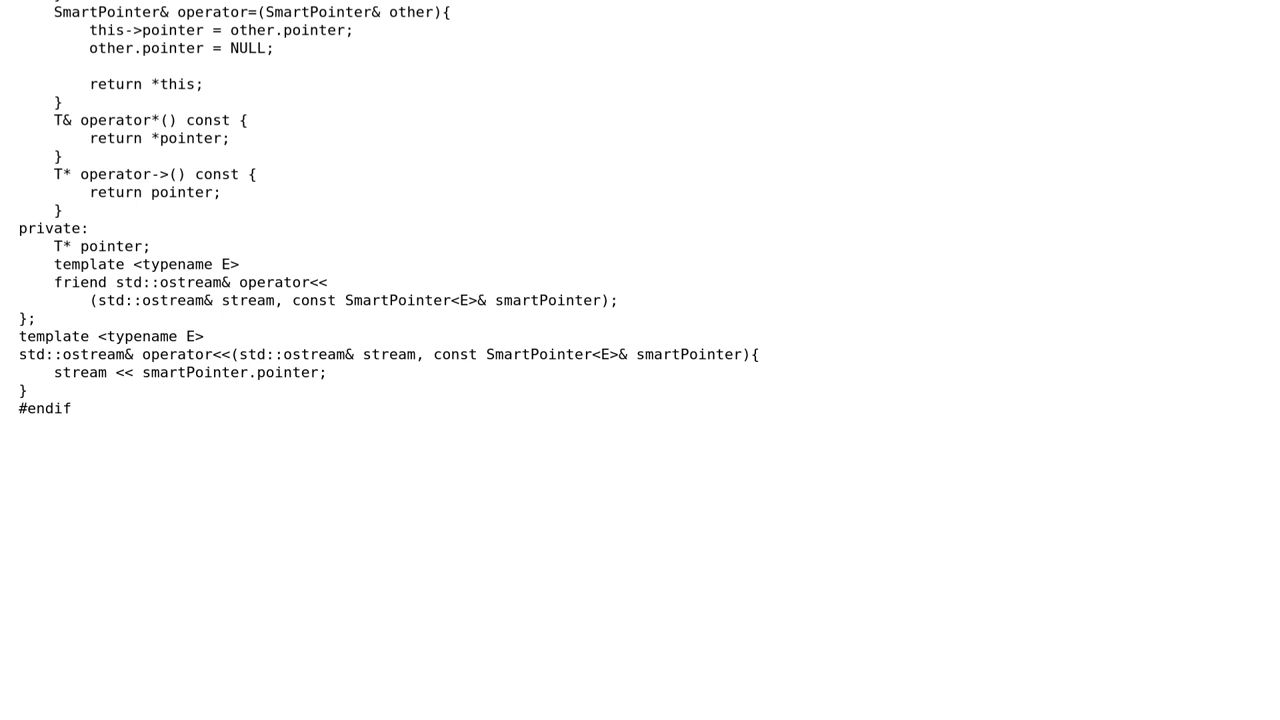 SmartPointer& operator=(SmartPointer& other){
this->pointer = other.pointer;
other.pointer = NULL;
return *this;
}
T& operator*() const {
return *pointer;
}
T* operator->() const {
return pointer;
}
private:
T* pointer;
template <typename E>
friend std::ostream& operator<<
(std::ostream& stream, const SmartPointer<E>& smartPointer);
};
template <typename E>
std::ostream& operator<<(std::ostream& stream, const SmartPointer<E>& smartPointer){
stream << smartPointer.pointer;
}
#endif